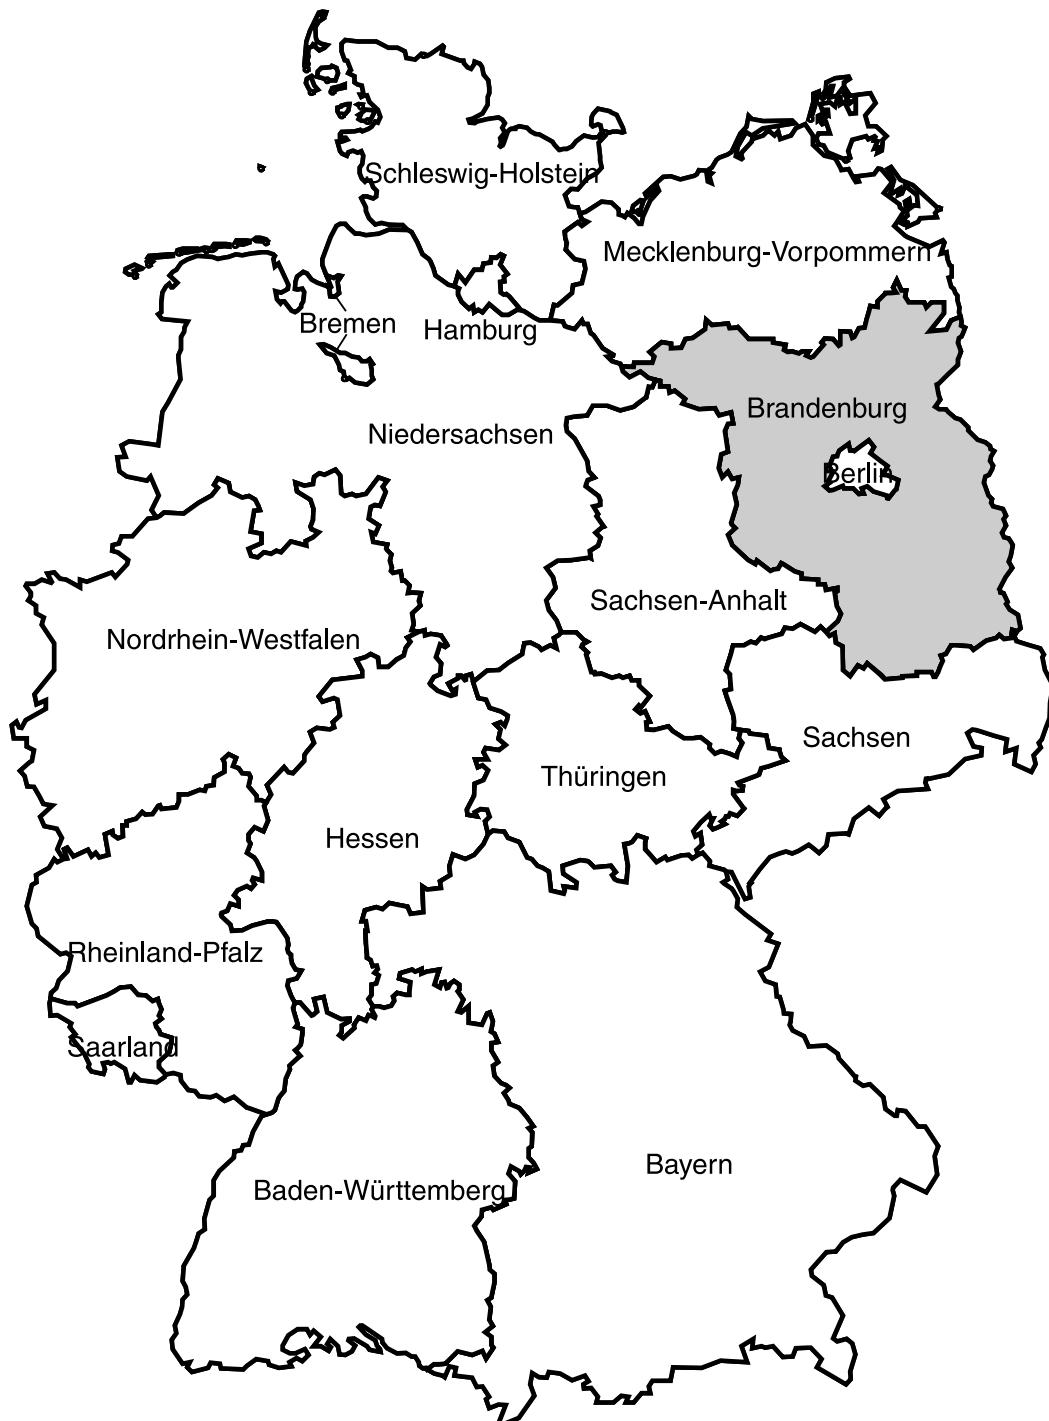 Schleswig-Holstein
Mecklenburg-Vorpommern
Bremen
Hamburg
Brandenburg
Niedersachsen
Berlin
Sachsen-Anhalt
Nordrhein-Westfalen
Sachsen
Thüringen
Hessen
Rheinland-Pfalz
Saarland
Bayern
Baden-Württemberg